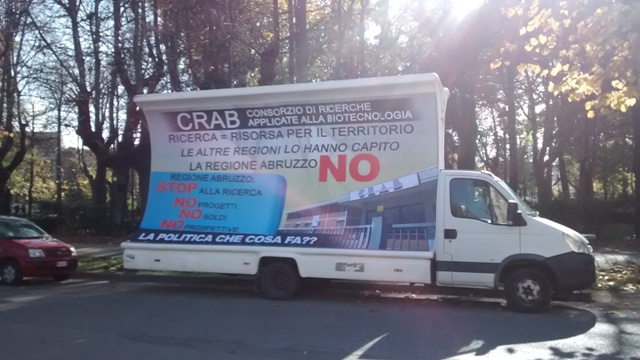 CRAB CONSORZIO DI RICERCHE
APPLICATE ALLA BIOTECNOLOGIA
RICERCA = RISORSA PER IL TERRITORIO
LE ALTRE REGIONI LO HANNO CAPITO
LA REGIONE ABRUZZO NO
REGIONE ABRUZZO:
STOP ALLA RICERCA
NO PROGETTI
NO SOLDI
NO PROSPETTIVE
CRAB
LA POLITICA CHE COSA FA??